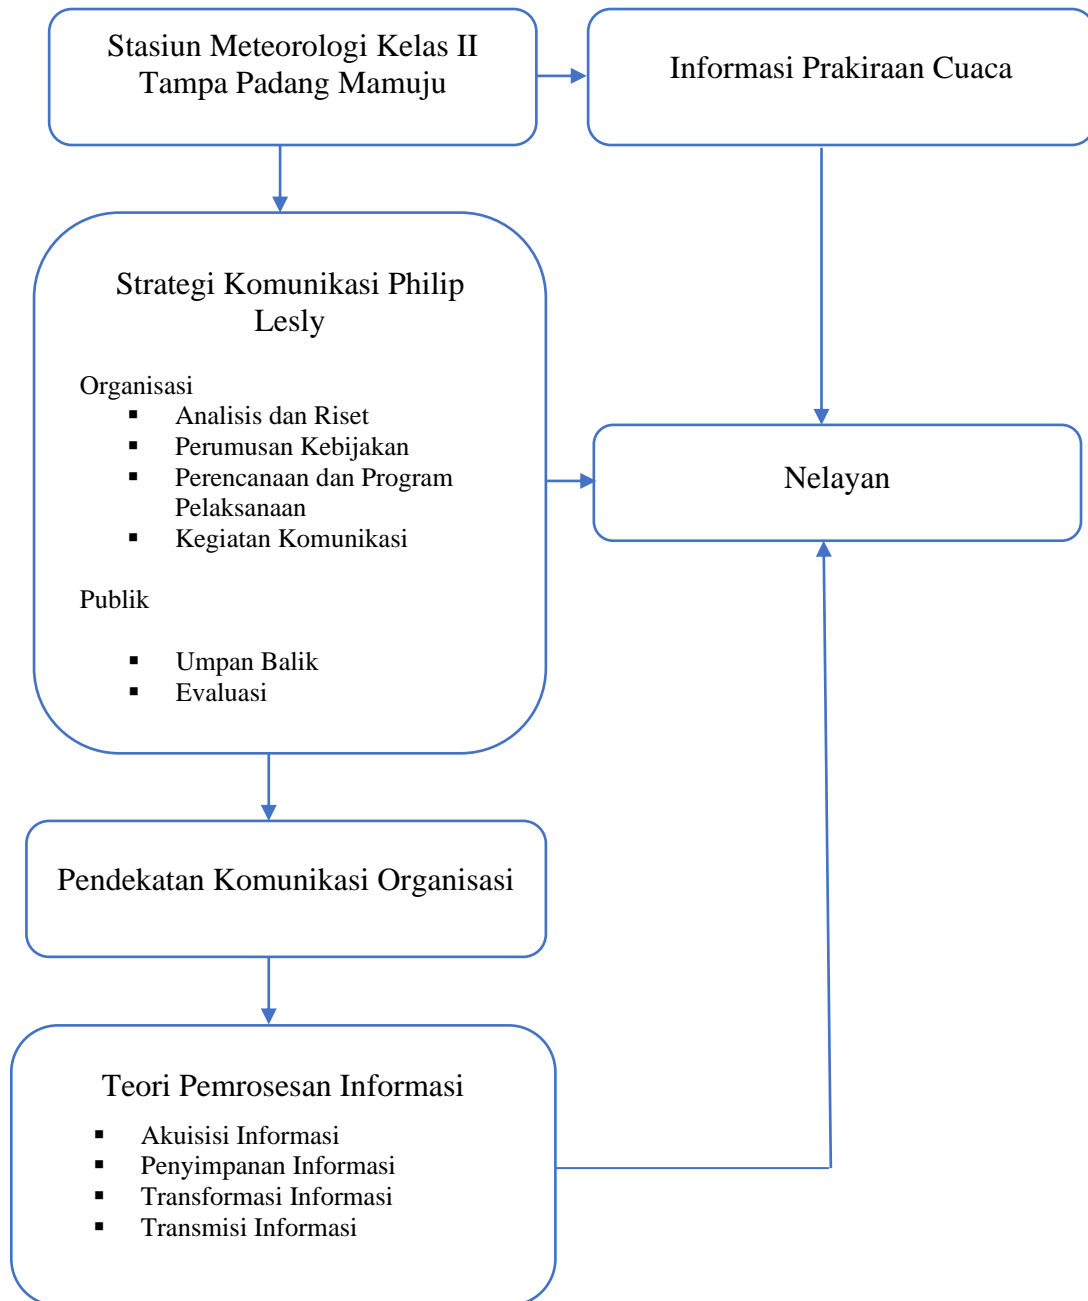 Stasiun Meteorologi Kelas II
Tampa Padang Mamuju
Informasi Prakiraan Cuaca
Strategi Komunikasi Philip
Lesly
Organisasi
▪ Analisis dan Riset
▪ Perumusan Kebijakan
▪ Perencanaan dan Program
Pelaksanaan
▪ Kegiatan Komunikasi
Publik
▪ Umpan Balik
▪ Evaluasi
Nelayan
Pendekatan Komunikasi Organisasi
Teori Pemrosesan Informasi
▪ Akuisisi Informasi
▪ Penyimpanan Informasi
▪ Transformasi Informasi
▪ Transmisi Informasi